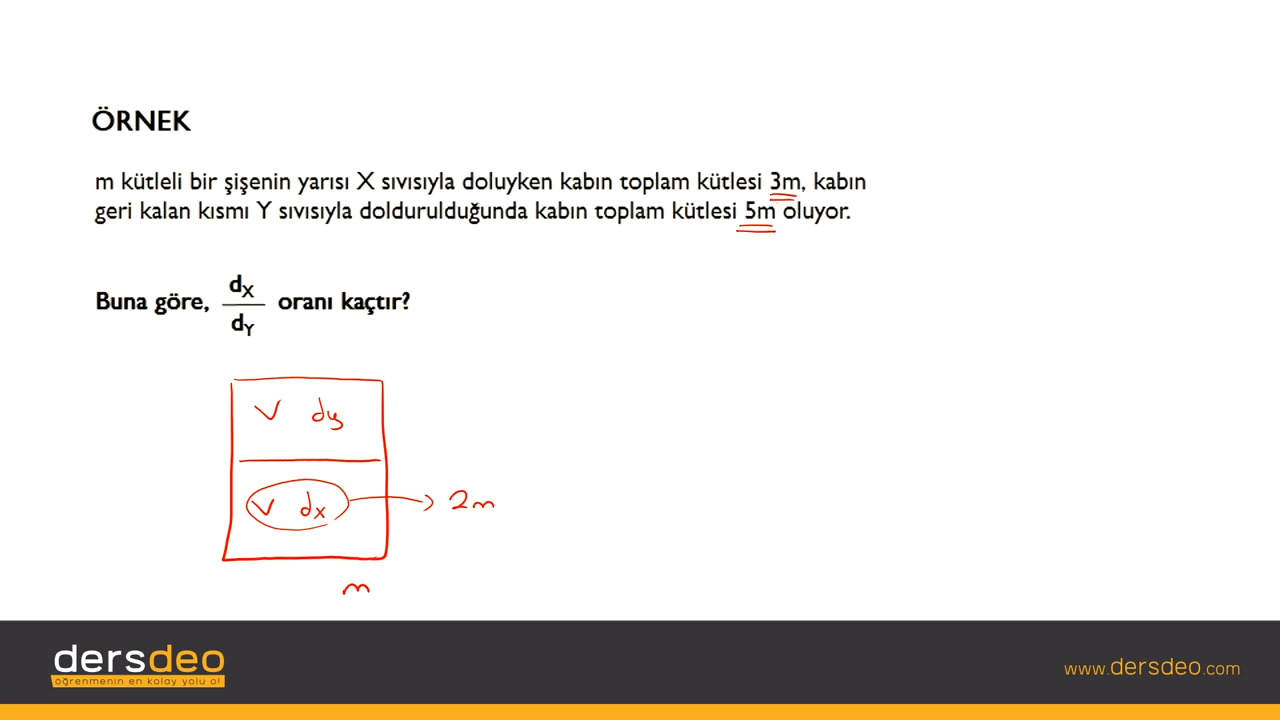 ÖRNEK
m kütleli bir şişenin yarısı X sıvısıyla doluyken kabın toplam kütlesi 3m, kabın
geri kalan kısmı Y sıvısıyla doldurulduğunda kabın toplam kütlesi 5m oluyor.
Buna göre, dX/dY oranı kaçtır?
V dy
V dx → 2m
m
dersdeo
öğrenmenin en kolay yolu o!
www.dersdeo.com